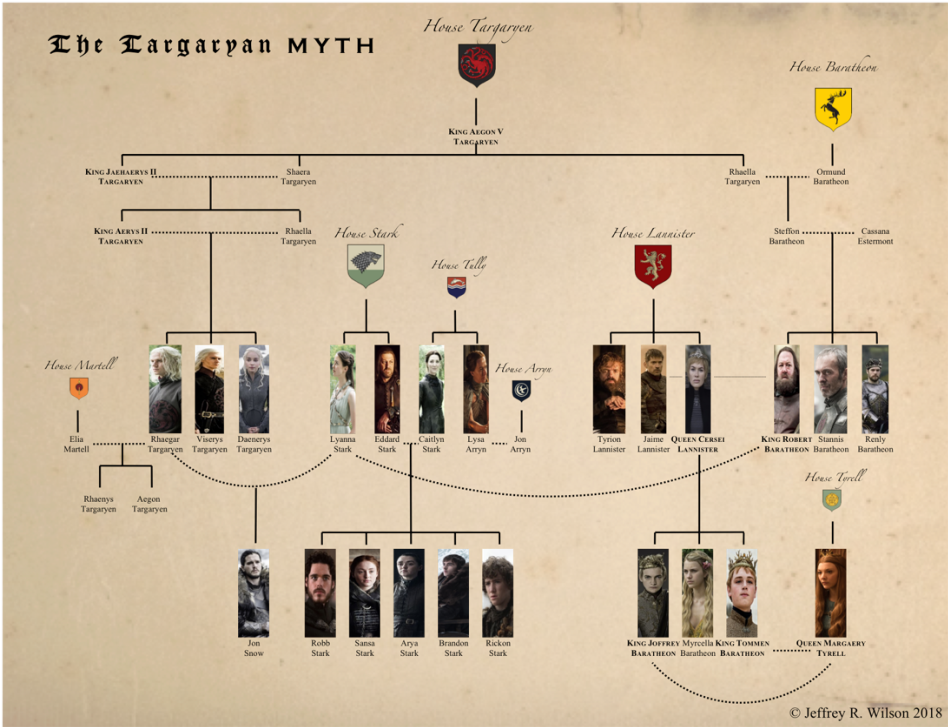 The Targaryan MYTH
House Targaryen
House Baratheon
KING AEGON V
TARGARYEN
KING JAEHAERYS II
TARGARYEN
Shaera
Targaryen
Rhaella
Targaryen
Ormund
Baratheon
KING AERYS II
TARGARYEN
Rhaella
Targaryen
Steffon
Baratheon
Cassana
Estermont
House Stark
House Lannister
House Tully
House Martell
House Arryn
Elia
Martell
Rhaegar
Targaryen
Viserys
Targaryen
Daenerys
Targaryen
Lyanna
Stark
Eddard
Stark
Caitlyn
Stark
Lysa
Arryn
Jon
Arryn
Tyrion
Lannister
Jaime
Lannister
QUEEN CERSEI
LANNISTER
KING ROBERT
BARATHEON
Stannis
Baratheon
Renly
Baratheon
House Tyrell
Rhaenys
Targaryen
Aegon
Targaryen
Jon
Snow
Robb
Stark
Sansa
Stark
Arya
Stark
Brandon
Stark
Rickon
Stark
KING JOFFREY
BARATHEON
Myrcella
Baratheon
KING TOMMEN
BARATHEON
QUEEN MARGAERY
TYRELL
© Jeffrey R. Wilson 2018